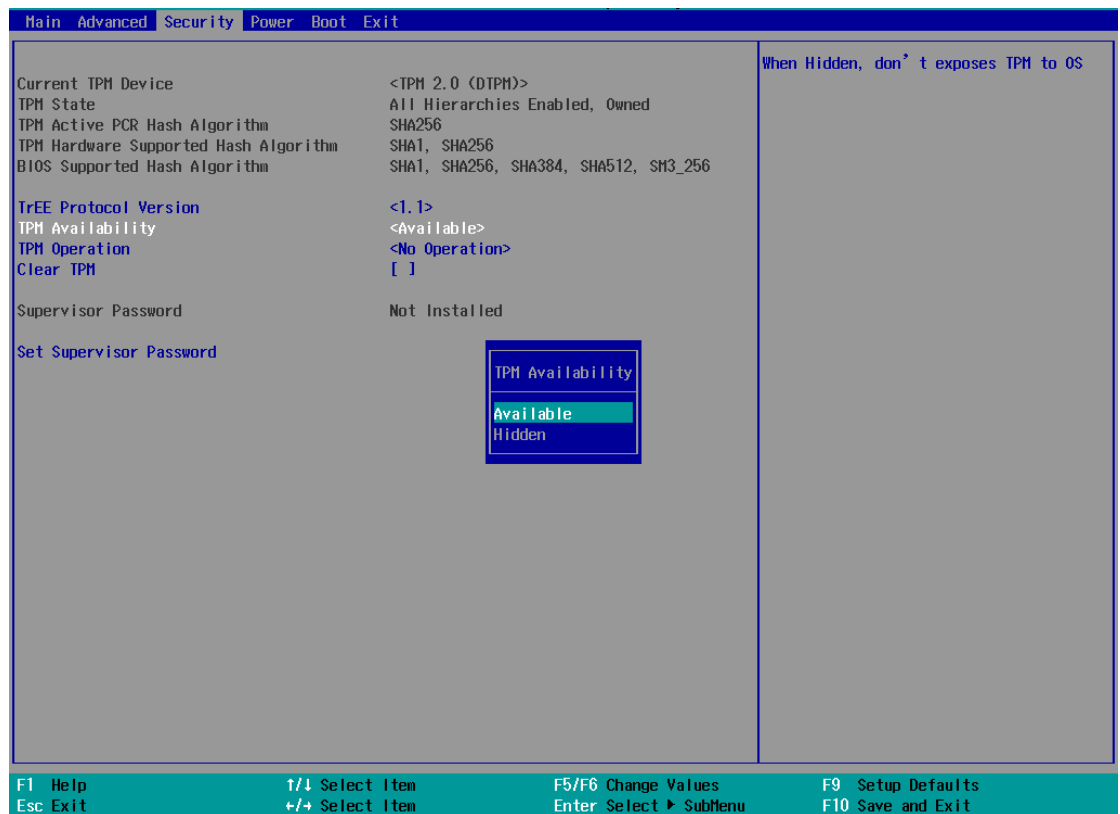 Main Advanced Security Power Boot Exit
When Hidden, don't exposes TPM to OS
Current TPM Device <TPM 2.0 (DTPM)>
TPM State All Hierarchies Enabled, Owned
TPM Active PCR Hash Algorithm SHA256
TPM Hardware Supported Hash Algorithm SHA1, SHA256
BIOS Supported Hash Algorithm SHA1, SHA256, SHA384, SHA512, SM3_256
TrEE Protocol Version <1.1>
TPM Availability <Available>
TPM Operation <No Operation>
Clear TPM [ ]
Supervisor Password Not Installed
Set Supervisor Password
TPM Availability
Available
Hidden
F1 Help ↑/↓ Select Item F5/F6 Change Values F9 Setup Defaults
Esc Exit ←/→ Select Item Enter Select ▶ SubMenu F10 Save and Exit